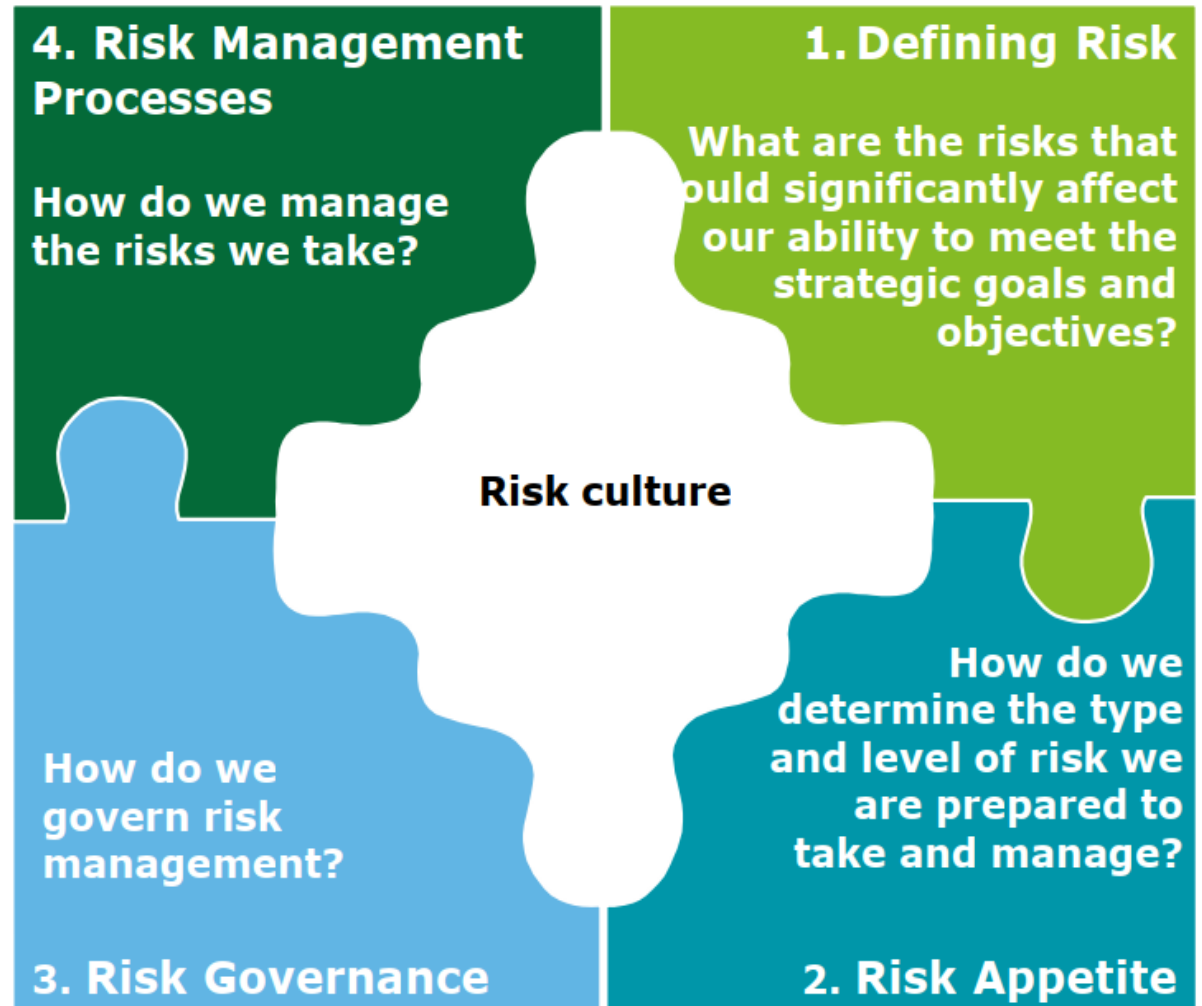 4. Risk Management
Processes
How do we manage
the risks we take?
1. Defining Risk
What are the risks that
ould significantly affect
our ability to meet the
strategic goals and
objectives?
Risk culture
How do we
determine the type
and level of risk we
are prepared to
take and manage?
2. Risk Appetite
How do we
govern risk
management?
3. Risk Governance